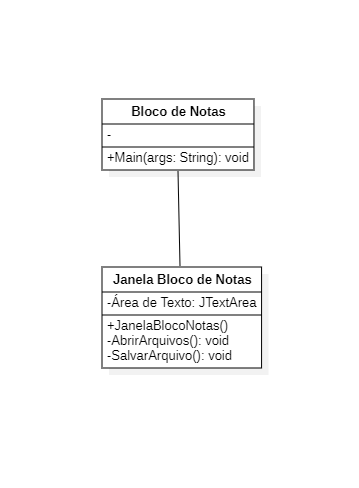 Bloco de Notas
-
+Main(args: String): void
Janela Bloco de Notas
-Área de Texto: JTextArea
+JanelaBlocoNotas()
-AbrirArquivos(): void
-SalvarArquivo(): void